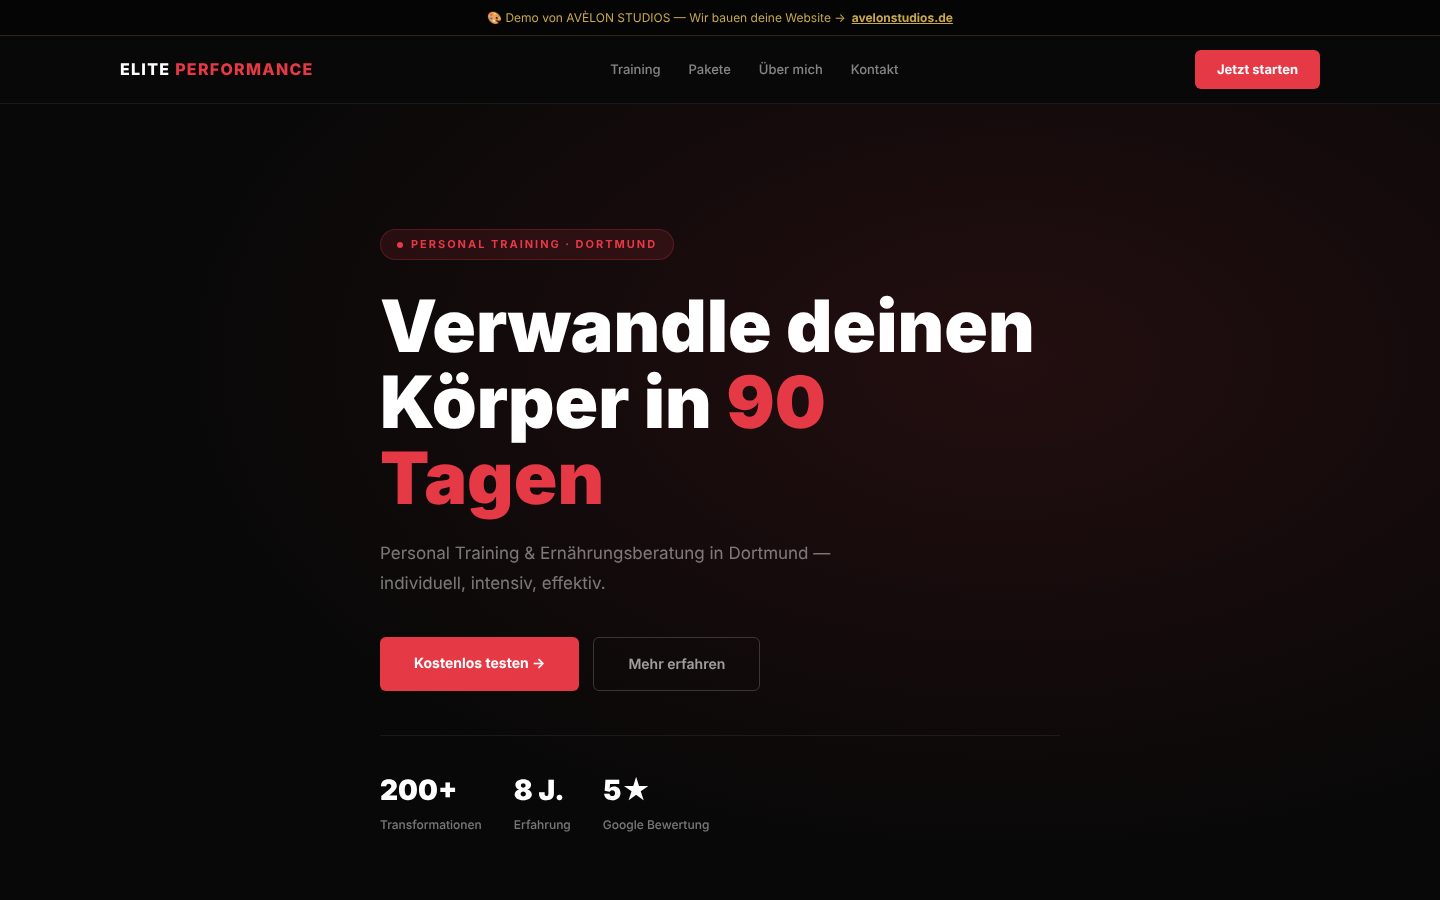 🎨 Demo von AVÈLON STUDIOS — Wir bauen deine Website → avelonstudios.de
ELITE PERFORMANCE
Training
Pakete
Über mich
Kontakt
Jetzt starten
PERSONAL TRAINING · DORTMUND
Verwandle deinen
Körper in 90
Tagen
Personal Training & Ernährungsberatung in Dortmund —
individuell, intensiv, effektiv.
Kostenlos testen →
Mehr erfahren
200+
Transformationen
8 J.
Erfahrung
5★
Google Bewertung